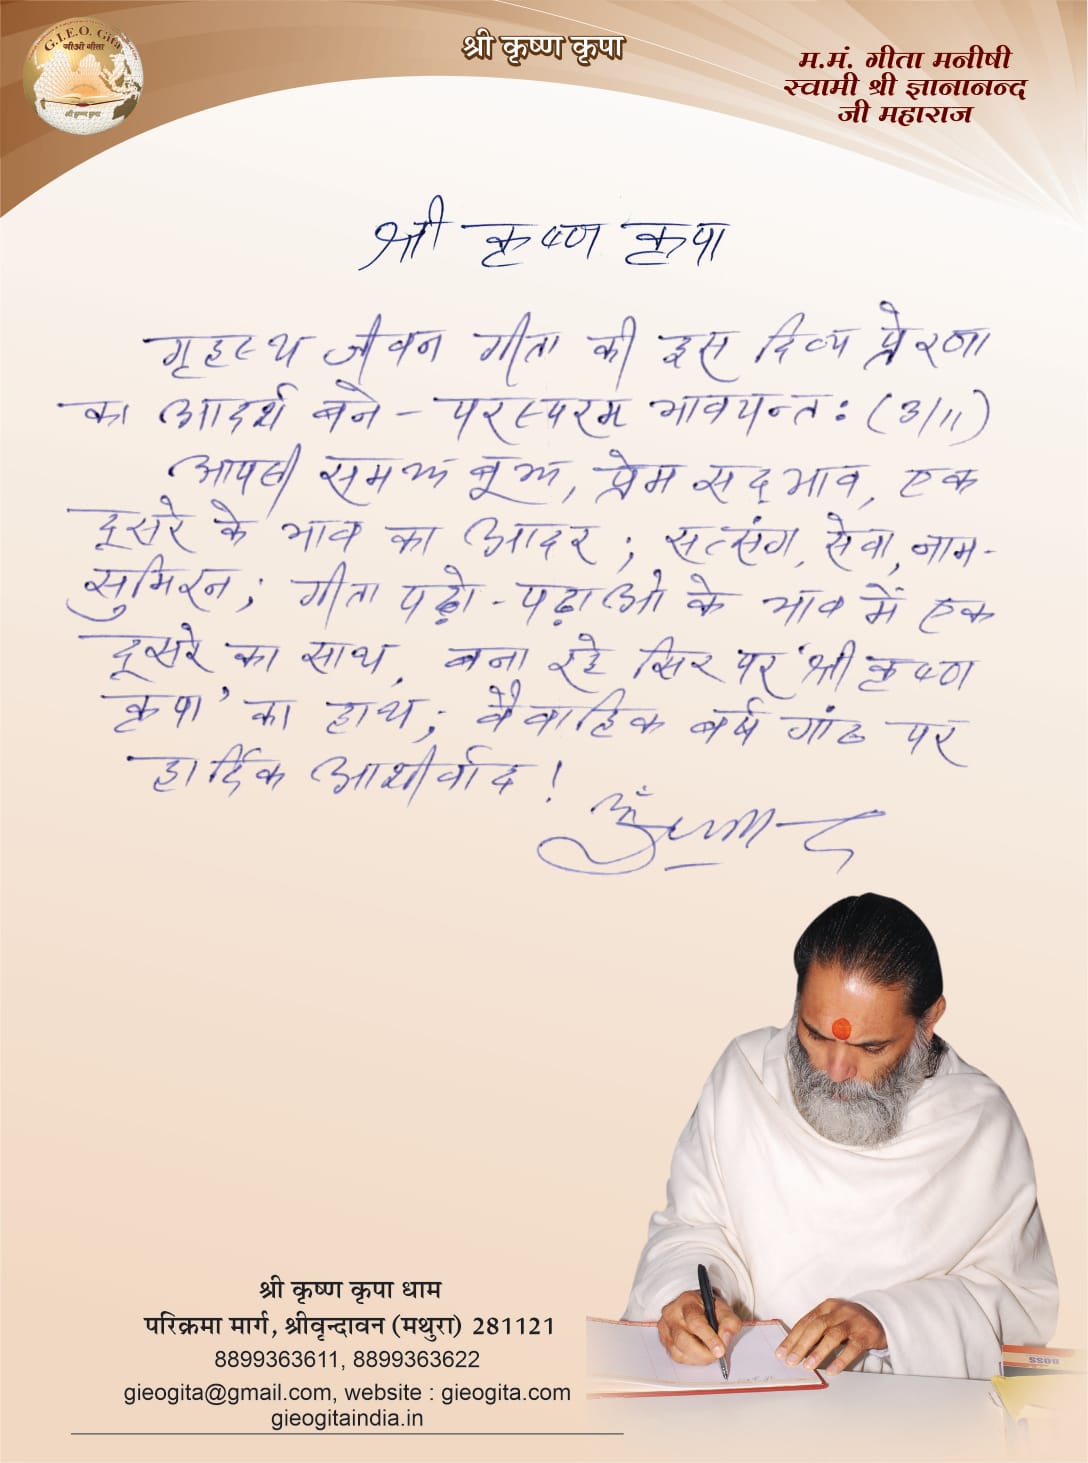 G.I.E.O. Gita
जीओ गीता
श्री कृष्ण कृपा
म.मं. गीता मनीषी
स्वामी श्री ज्ञानानन्द
जी महाराज
श्री कृष्ण कृपा
गृहस्थ जीवन गीता की इस दिव्य प्रेरणा
का आदर्श बने - परस्परम भावयन्तः (3/11)
आपसी समझ बूझ, प्रेम सद्भाव, एक
दूसरे के भाव का आदर; सत्संग, सेवा, नाम-
सुमिरन; गीता पढ़ो - पढ़ाओ के भाव में एक
दूसरे का साथ, बना रहे सिर पर 'श्री कृष्ण
कृपा' का हाथ; वैवाहिक वर्ष गांठ पर
हार्दिक आशीर्वाद !
श्री कृष्ण कृपा धाम
परिक्रमा मार्ग, श्रीवृन्दावन (मथुरा) 281121
8899363611, 8899363622
gieogita@gmail.com, website : gieogita.com
gieogitaindia.in
BOSS